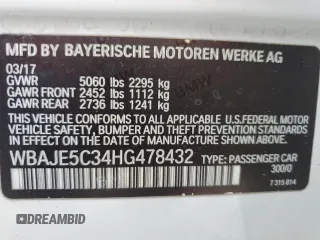 MFD BY BAYERISCHE MOTOREN WERKE AG
03/17
GVWR 5060 lbs 2295 kg
GAWR FRONT 2452 lbs 1112 kg
GAWR REAR 2736 lbs 1241 kg
THIS VEHICLE CONFORMS TO ALL APPLICABLE U.S. FEDERAL
MOTOR VEHICLE SAFETY, BUMPER, AND THEFT PREVENTION
STANDARDS IN EFFECT ON THE DATE OF MANUFACTURE SHOWN ABOVE.
WBAJE5C34HG478432 TYPE: PASSENGER CAR
300/0
7 315 814
AUTOBIDMASTER